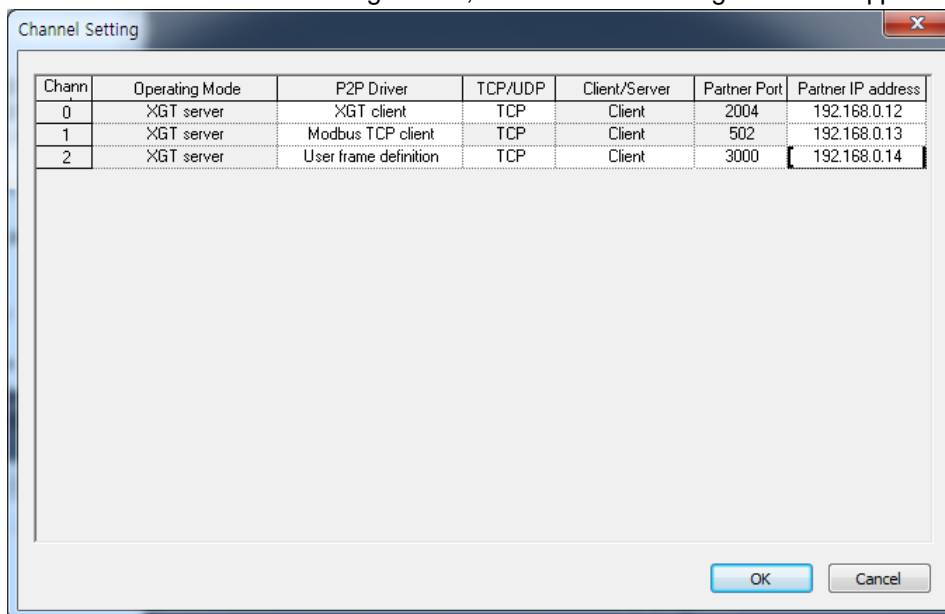 Channel Setting
Chann Operating Mode P2P Driver TCP/UDP Client/Server Partner Port Partner IP address
0 XGT server XGT client TCP Client 2004 192.168.0.12
1 XGT server Modbus TCP client TCP Client 502 192.168.0.13
2 XGT server User frame definition TCP Client 3000 192.168.0.14
OK Cancel